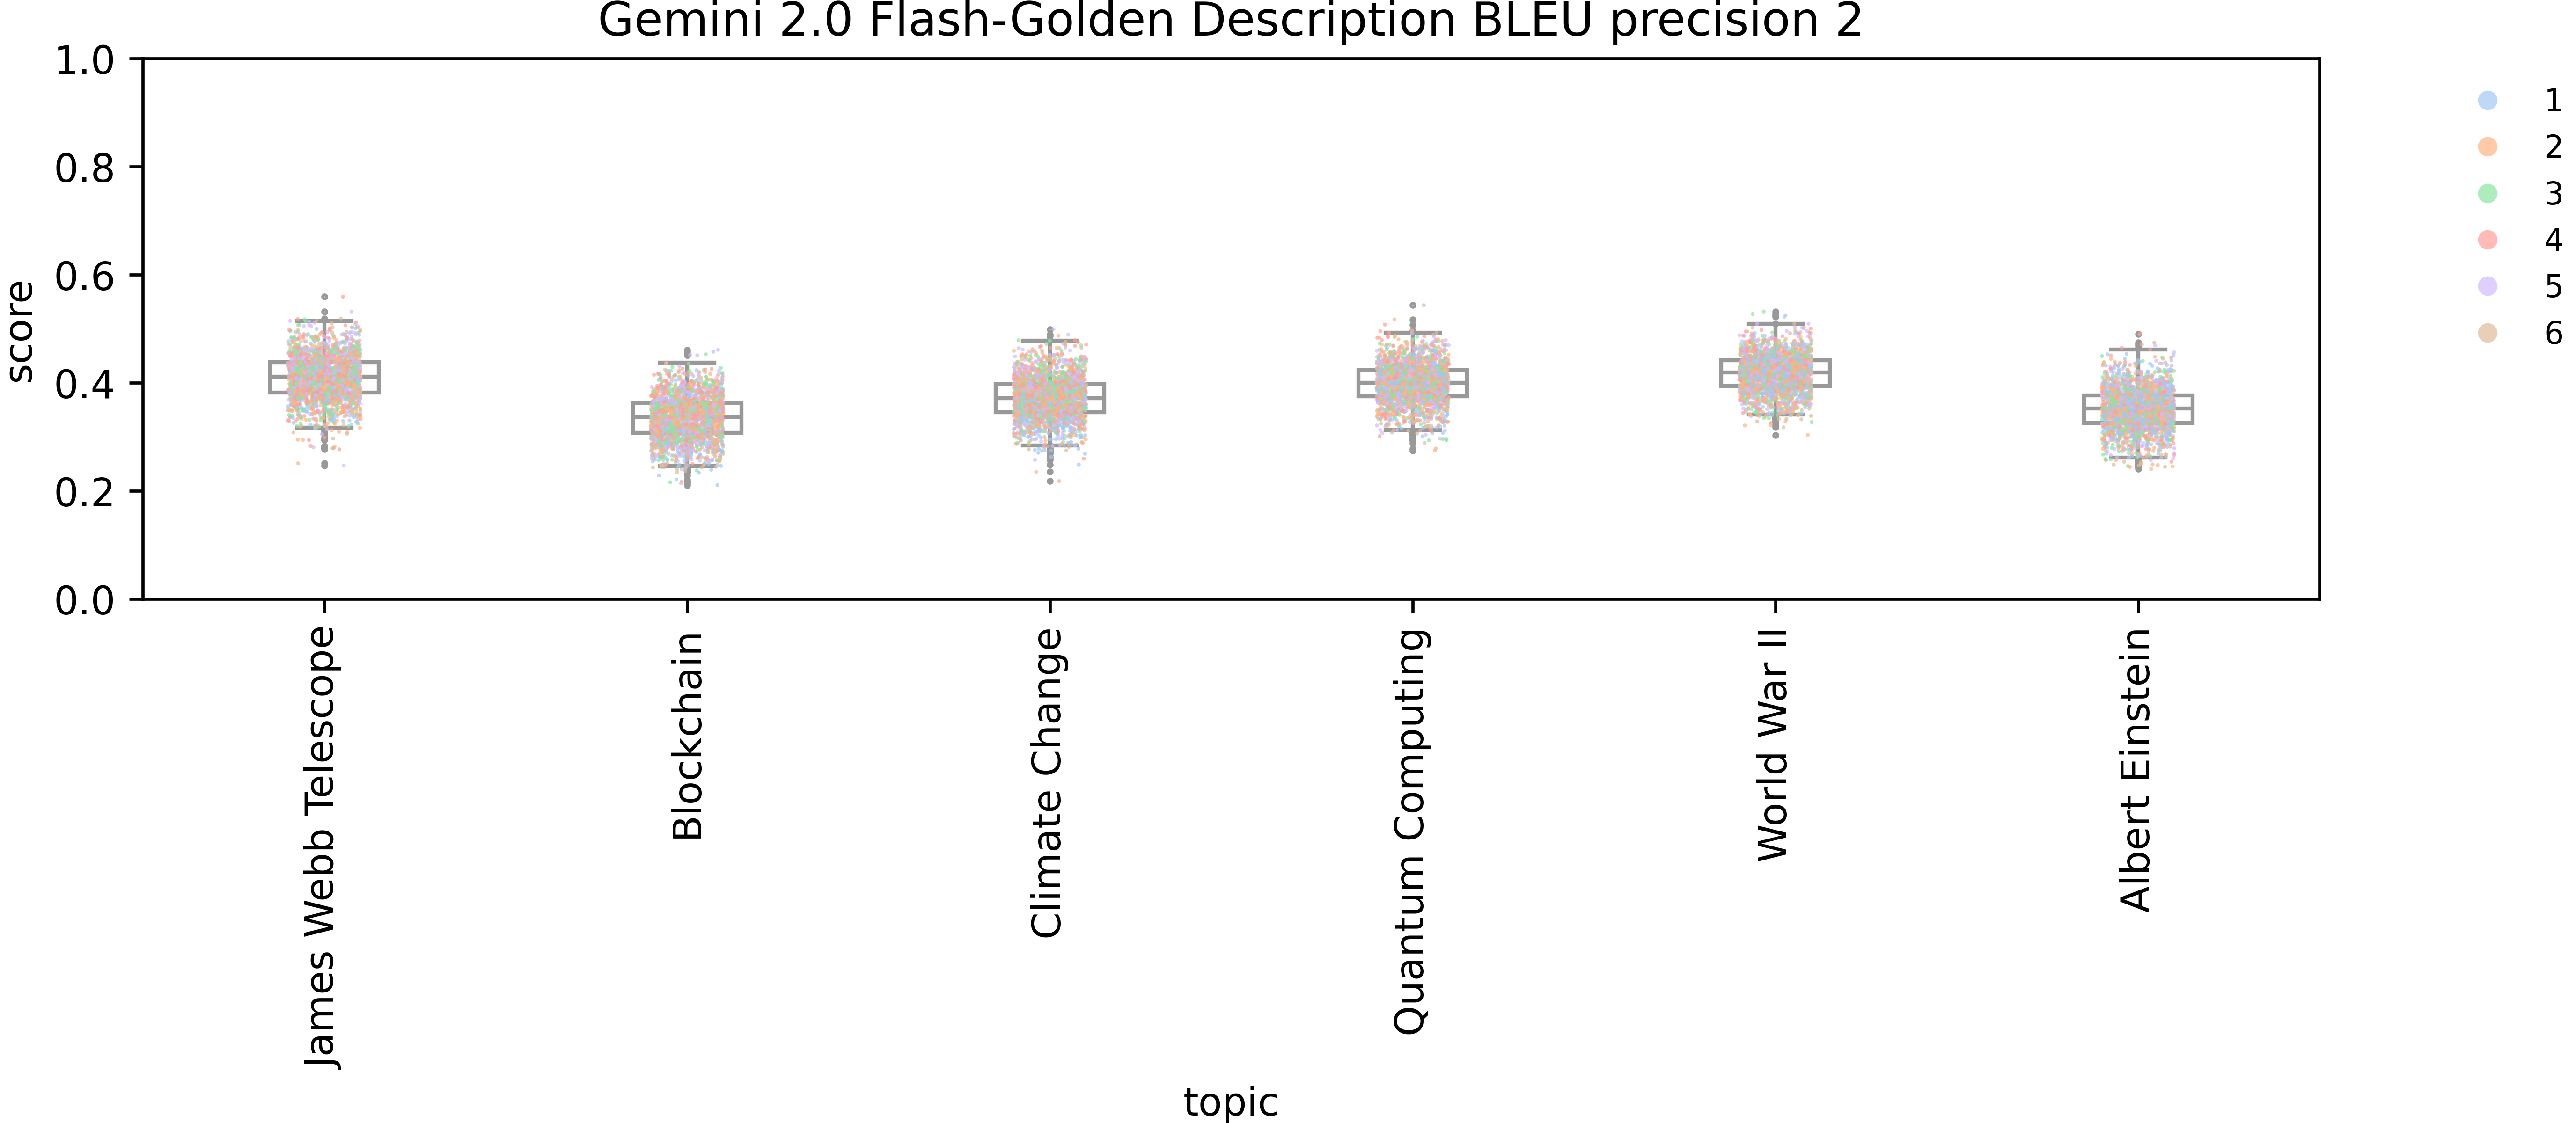 Gemini 2.0 Flash-Golden Description BLEU precision 2
1.0
0.8
0.6
0.4
0.2
0.0
score
James Webb Telescope
Blockchain
Climate Change
Quantum Computing
World War II
Albert Einstein
topic
1
2
3
4
5
6